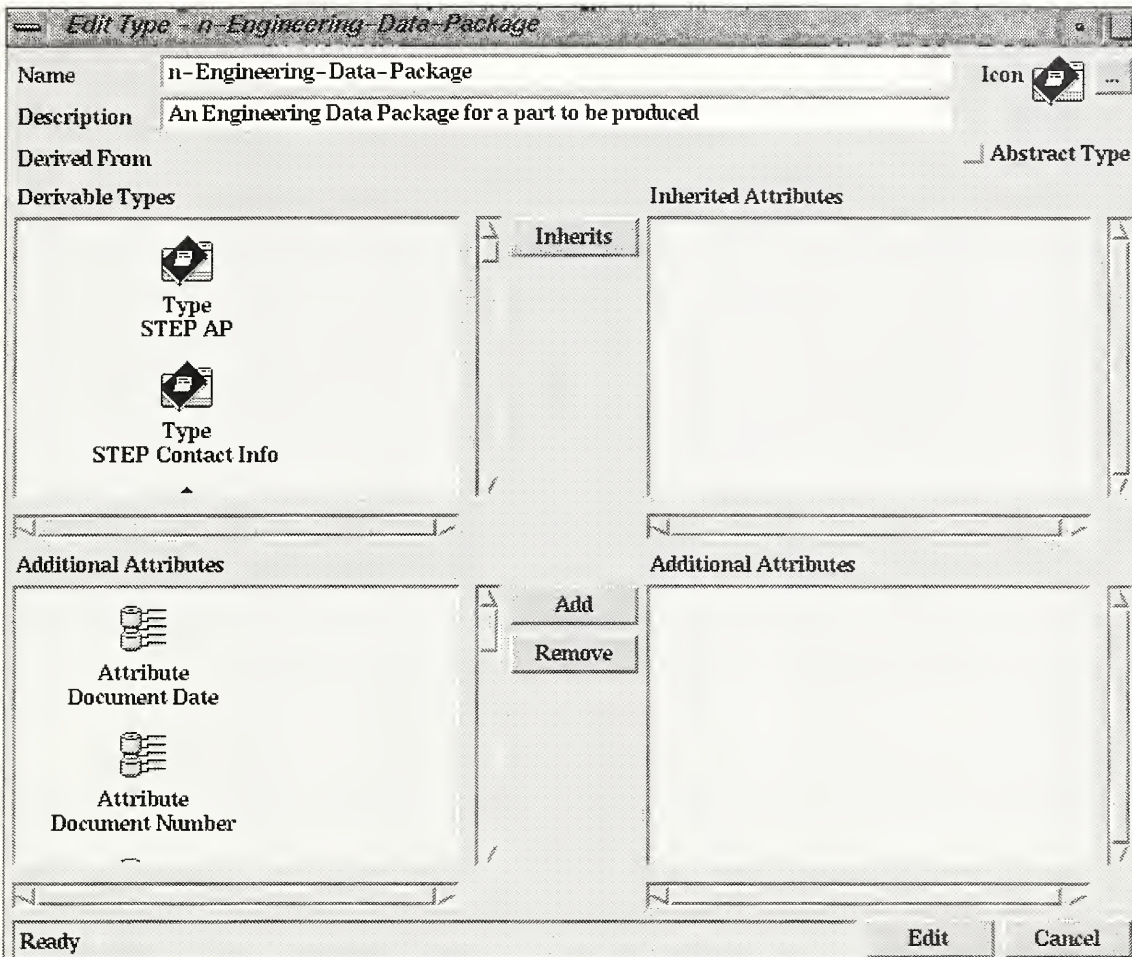 Edit Type - n-Engineering-Data-Package
Name n-Engineering-Data-Package Icon ...
Description An Engineering Data Package for a part to be produced
Derived From Abstract Type
Derivable Types Inherited Attributes
Inherits
Type
STEP AP
Type
STEP Contact Info
Additional Attributes Additional Attributes
Add
Remove
Attribute
Document Date
Attribute
Document Number
Ready Edit Cancel